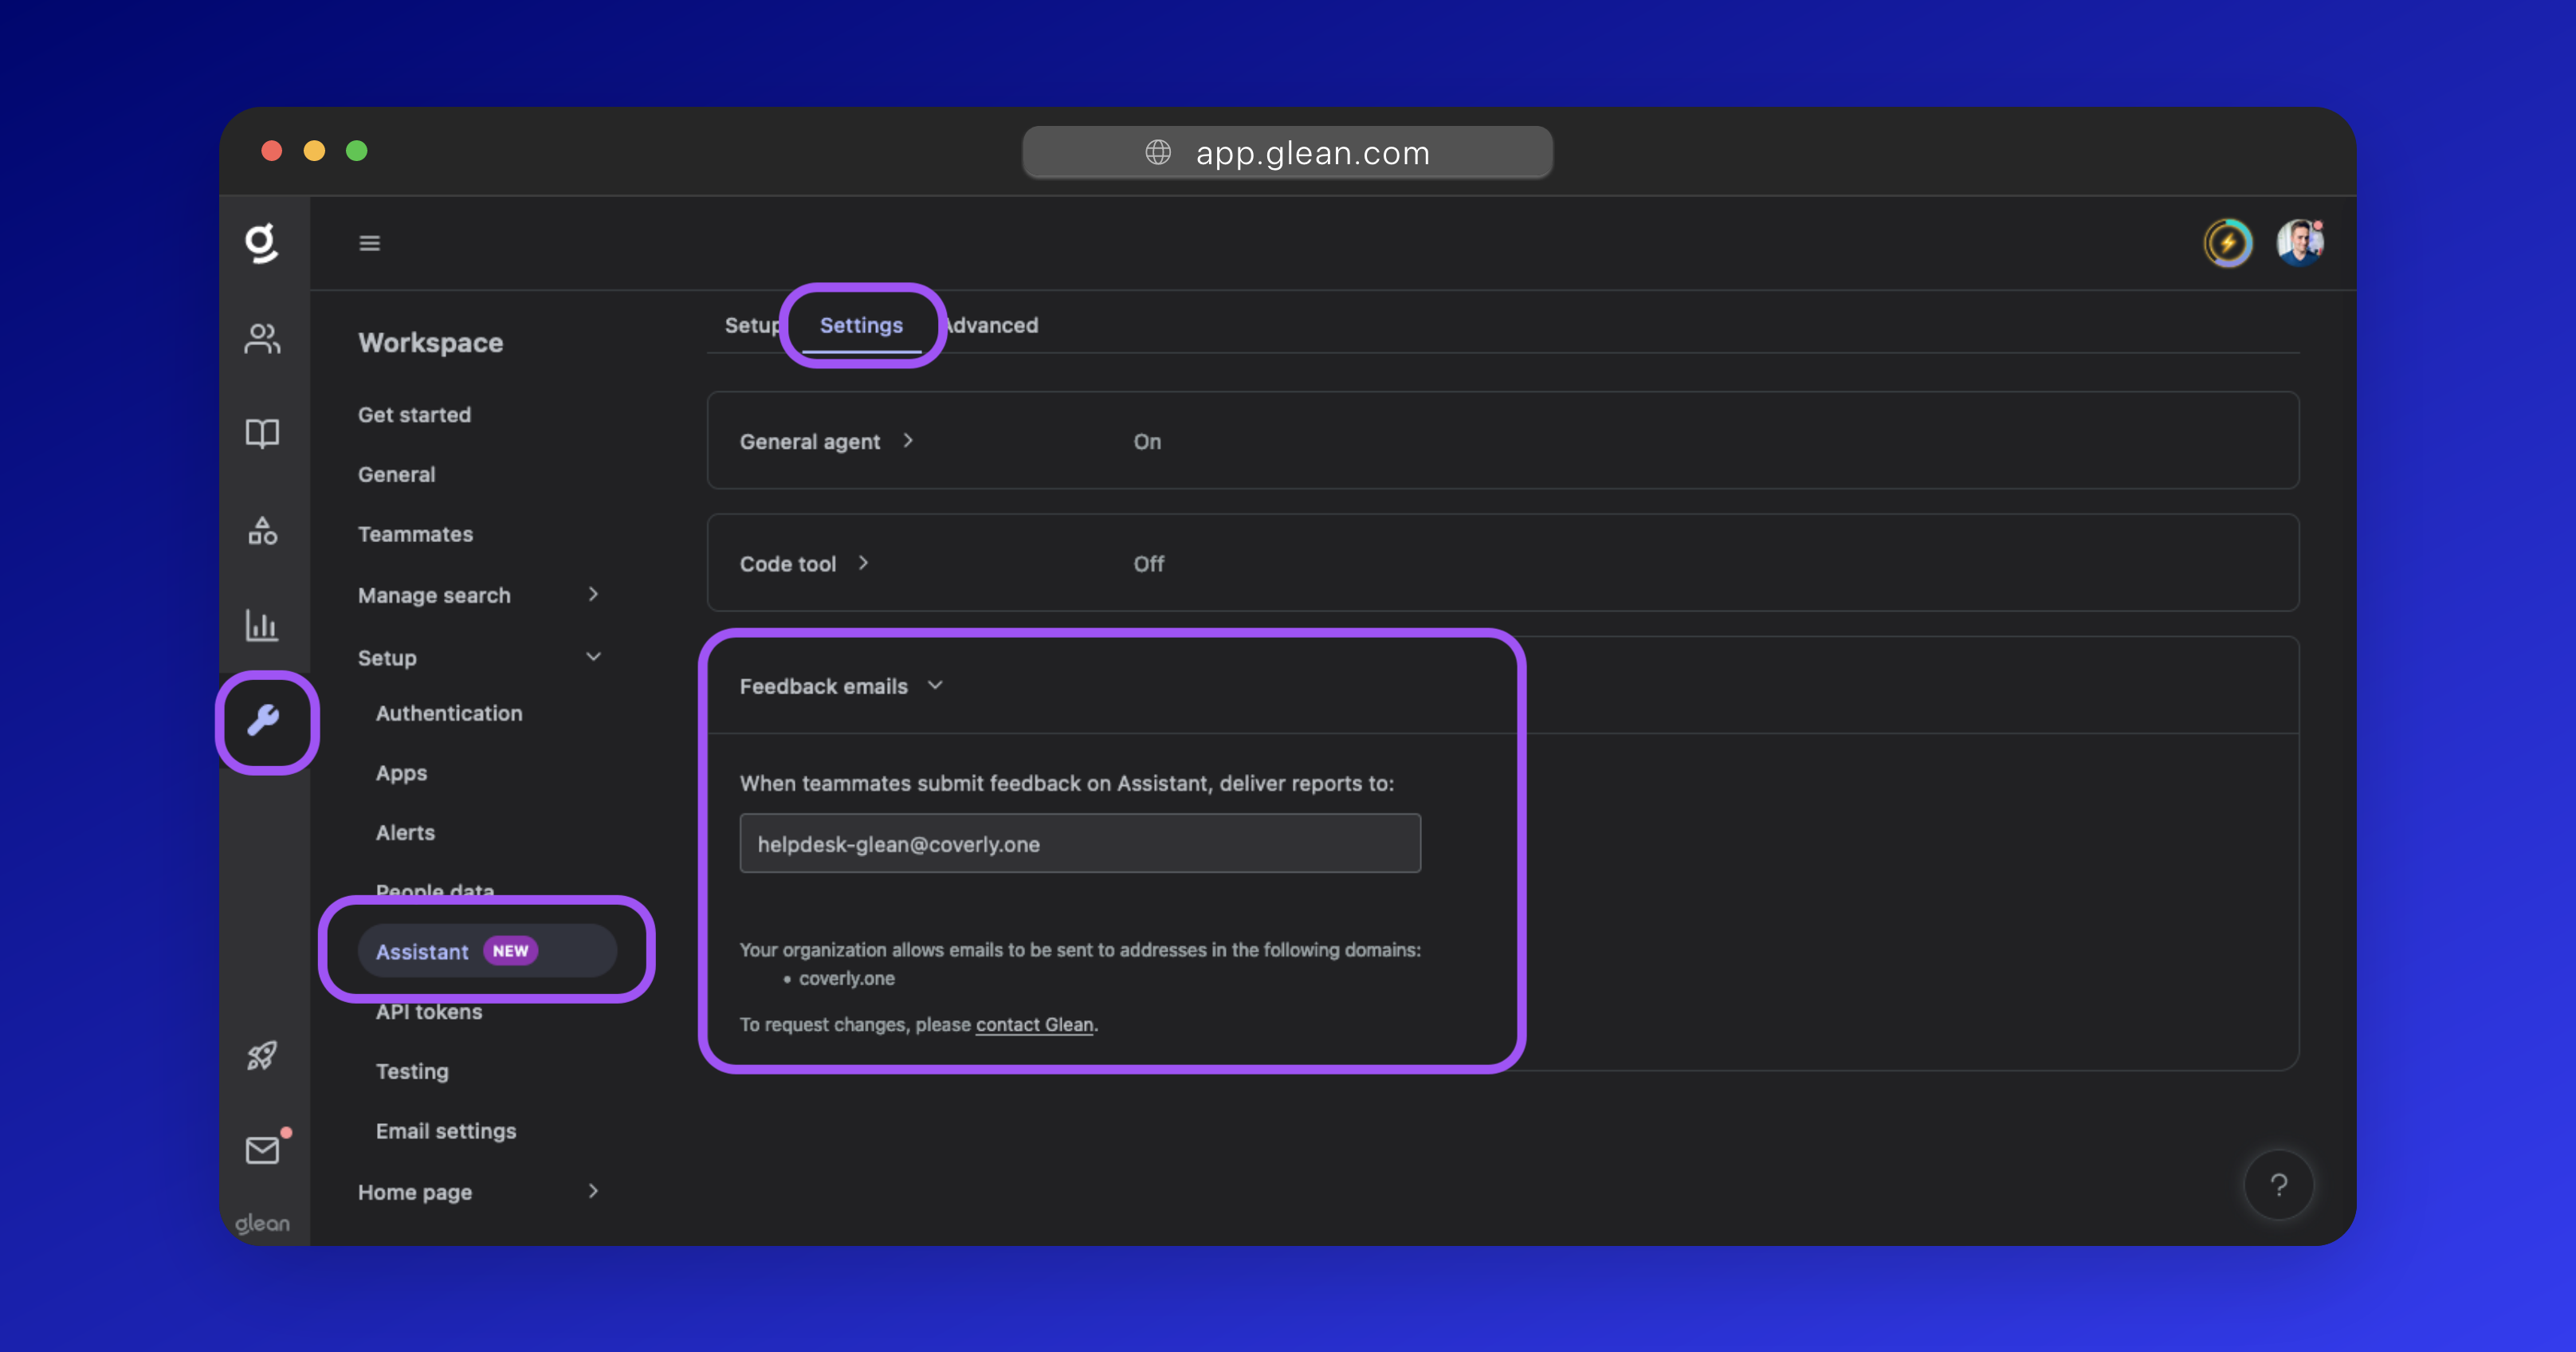 app.glean.com
g
Workspace
Get started
General
Teammates
Manage search
Setup
Authentication
Apps
Alerts
People data
Assistant NEW
API tokens
Testing
Email settings
Home page
glean
Setup Settings Advanced
General agent On
Code tool Off
Feedback emails
When teammates submit feedback on Assistant, deliver reports to:
helpdesk-glean@coverly.one
Your organization allows emails to be sent to addresses in the following domains:
• coverly.one
To request changes, please contact Glean.
?